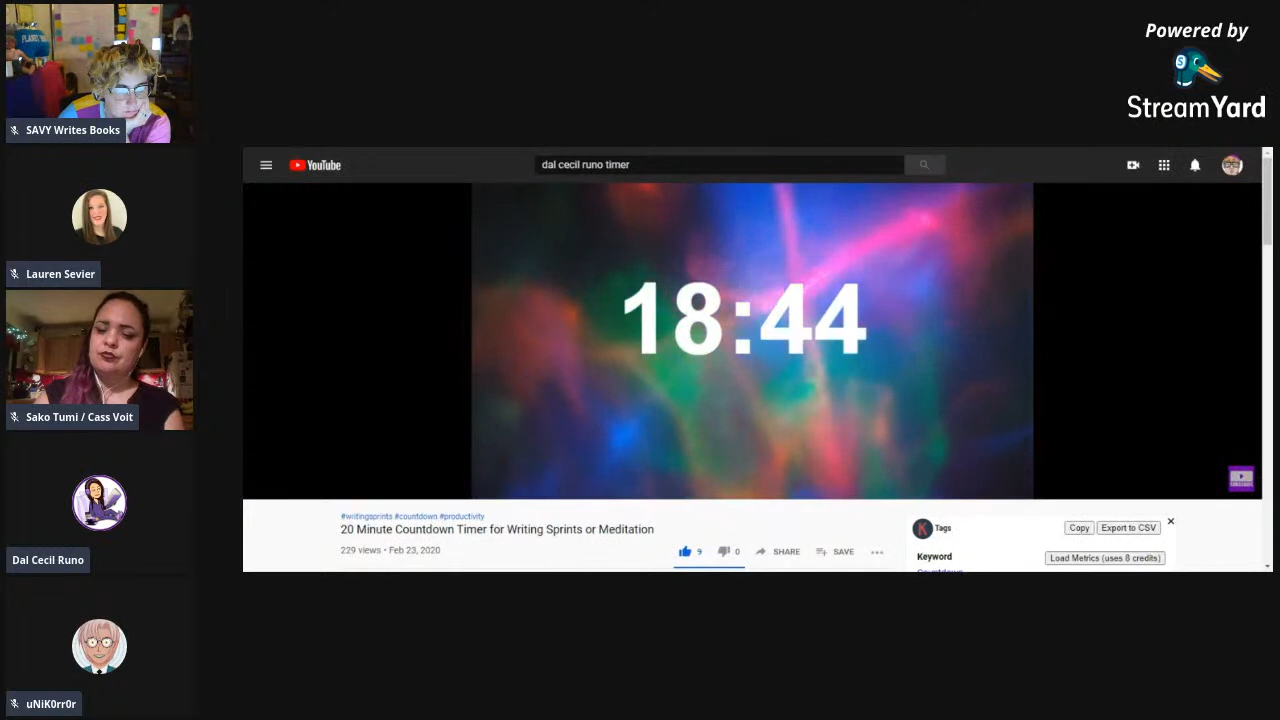 Powered by
StreamYard
SAVY Writes Books
Lauren Sevier
Sako Tumi / Cass Voit
Dal Cecil Runo
uNiK0rr0r
YouTube
dal cecil runo timer
18:44
#writingsprints #countdown #productivity
20 Minute Countdown Timer for Writing Sprints or Meditation
229 views • Feb 23, 2020
9
0
SHARE
SAVE
Tags
Copy
Export to CSV
Keyword
Load Metrics (uses 8 credits)
Countdown